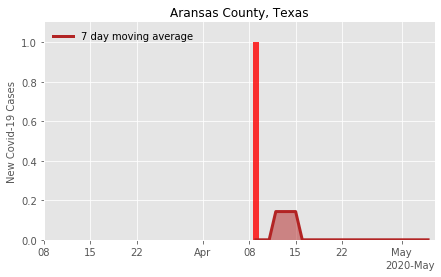 Aransas County, Texas
7 day moving average
New Covid-19 Cases
1.0
0.8
0.6
0.4
0.2
0.0
08 15 22 Apr 08 15 22 May
2020-May